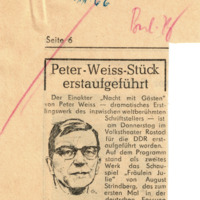 Seite 6
Peter-Weiss-Stück
erstaufgeführt
Der Einakter „Nacht mit Gästen"
von Peter Weiss — dramatisches Erst-
lingswerk des inzwischen weltberühmten
Schriftstellers — ist
am Donnerstag im
Volkstheater Rostock
für die DDR erst-
aufgeführt worden.
Auf dem Programm
stand als zweites
Werk das Schau-
spiel „Fräulein Ju-
lie" von August
Strindberg, das zum
ersten Mal in der